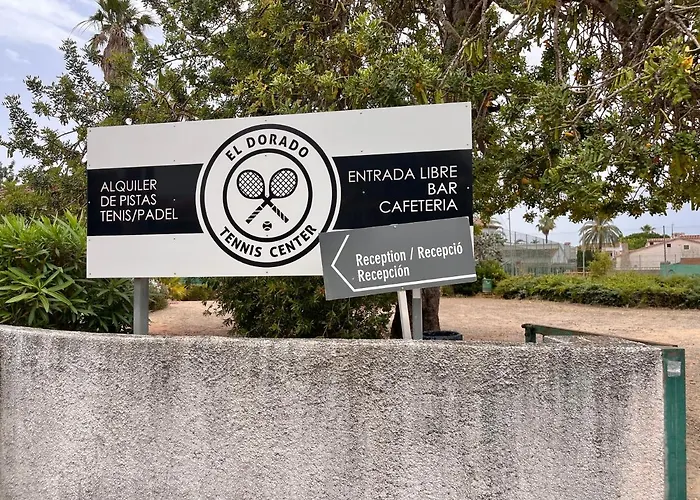 ALQUILER
DE PISTAS
TENIS/PADEL
EL DORADO
TENNIS CENTER
ENTRADA LIBRE
BAR
CAFETERIA
Reception / Recepció
Recepción